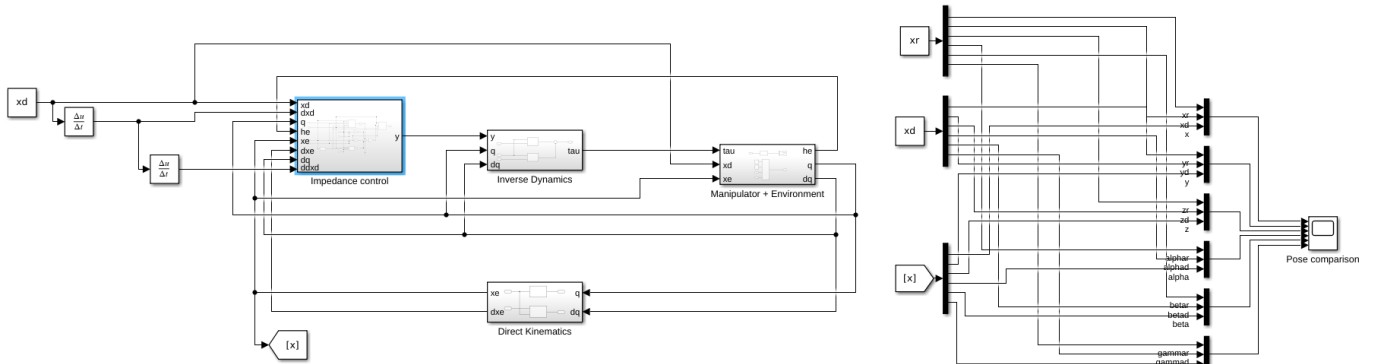 xd
Δu
Δt
Δu
Δt
xd
dxd
q
he
xe
dxe
dq
ddxd
y
Impedance control
y
q
dq
tau
Inverse Dynamics
tau
xd
xe
he
q
dq
Manipulator + Environment
xe
dxe
q
dq
Direct Kinematics
[x]
xr
xd
[x]
xr
xd
x
yr
yd
y
zr
zd
z
alphar
alphad
alpha
betar
betad
beta
gammar
gammad
Pose comparison